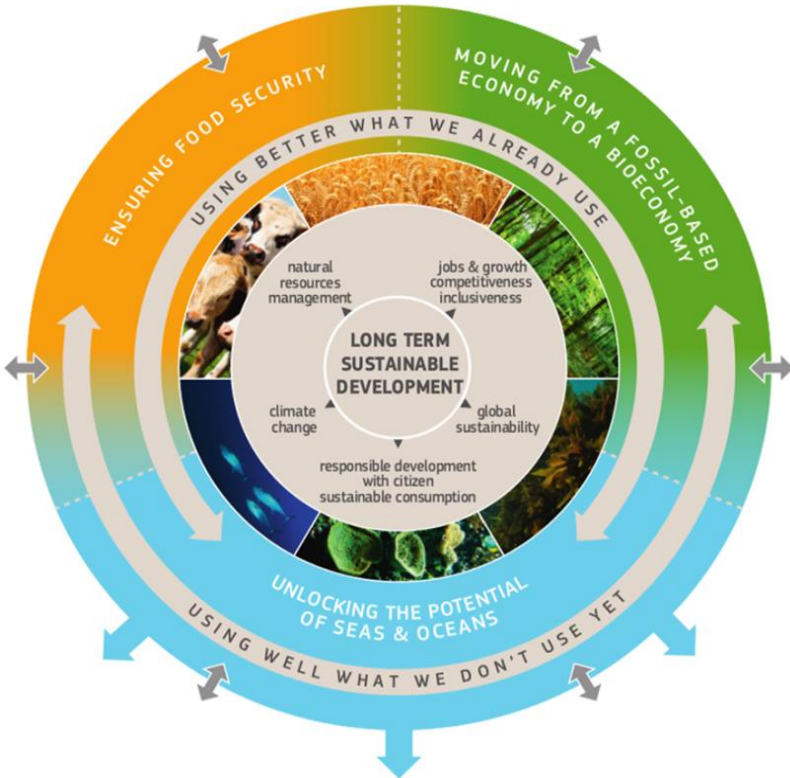 ENSURING FOOD SECURITY
MOVING FROM A FOSSIL-BASED
ECONOMY TO A BIOECONOMY
USING BETTER WHAT WE ALREADY USE
natural
resources
management
jobs & growth
competitiveness
inclusiveness
LONG TERM
SUSTAINABLE
DEVELOPMENT
climate
change
global
sustainability
responsible development
with citizen
sustainable consumption
UNLOCKING THE POTENTIAL
OF SEAS & OCEANS
USING WELL WHAT WE DON'T USE YET